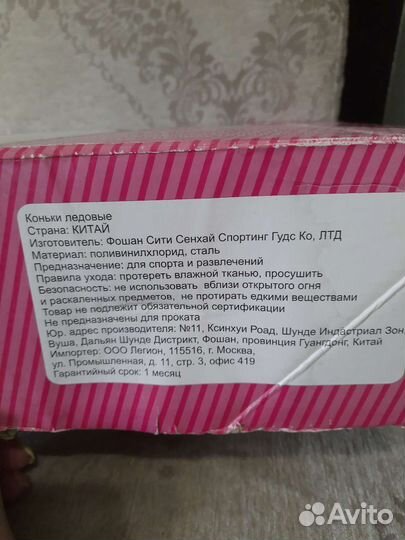 Коньки ледовые
Страна: КИТАЙ
Изготовитель: Фошан Сити Сенхай Спортинг Гудс Ко, ЛТД
Материал: поливинилхлорид, сталь
Предназначение: для спорта и развлечений
Правила ухода: протереть влажной тканью, просушить
Безопасность: не использовать вблизи открытого огня
и раскаленных предметов, не протирать едкими веществами
Товар не подлежит обязательной сертификации
Не предназначены для проката
Юр. адрес производителя: №11, Ксинхуи Роад, Шунде Индастриал Зон,
Вуша, Дальян Шунде Дистрикт, Фошан, провинция Гуангдонг, Китай
Импортер: ООО Легион, 115516, г. Москва,
ул. Промышленная, д. 11, стр. 3, офис 419
Гарантийный срок: 1 месяц
Avito